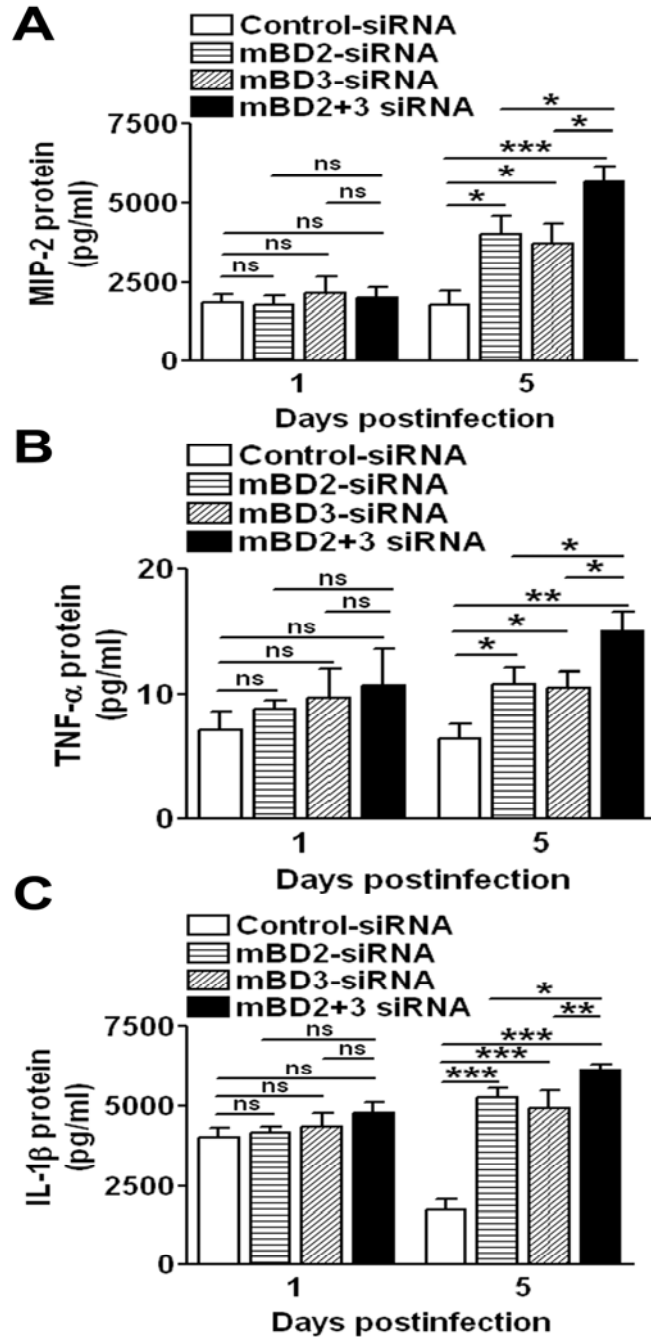 A
Control-siRNA
mBD2-siRNA
mBD3-siRNA
mBD2+3 siRNA
MIP-2 protein
(pg/ml)
7500
5000
2500
0
ns
ns
ns
ns
ns
*
*
***
*
*
1
5
Days postinfection
B
Control-siRNA
mBD2-siRNA
mBD3-siRNA
mBD2+3 siRNA
TNF-α protein
(pg/ml)
20
10
0
ns
ns
ns
ns
ns
*
*
**
*
*
1
5
Days postinfection
C
Control-siRNA
mBD2-siRNA
mBD3-siRNA
mBD2+3 siRNA
IL-1β protein
(pg/ml)
7500
5000
2500
0
ns
ns
ns
ns
ns
*
**
***
***
***
1
5
Days postinfection